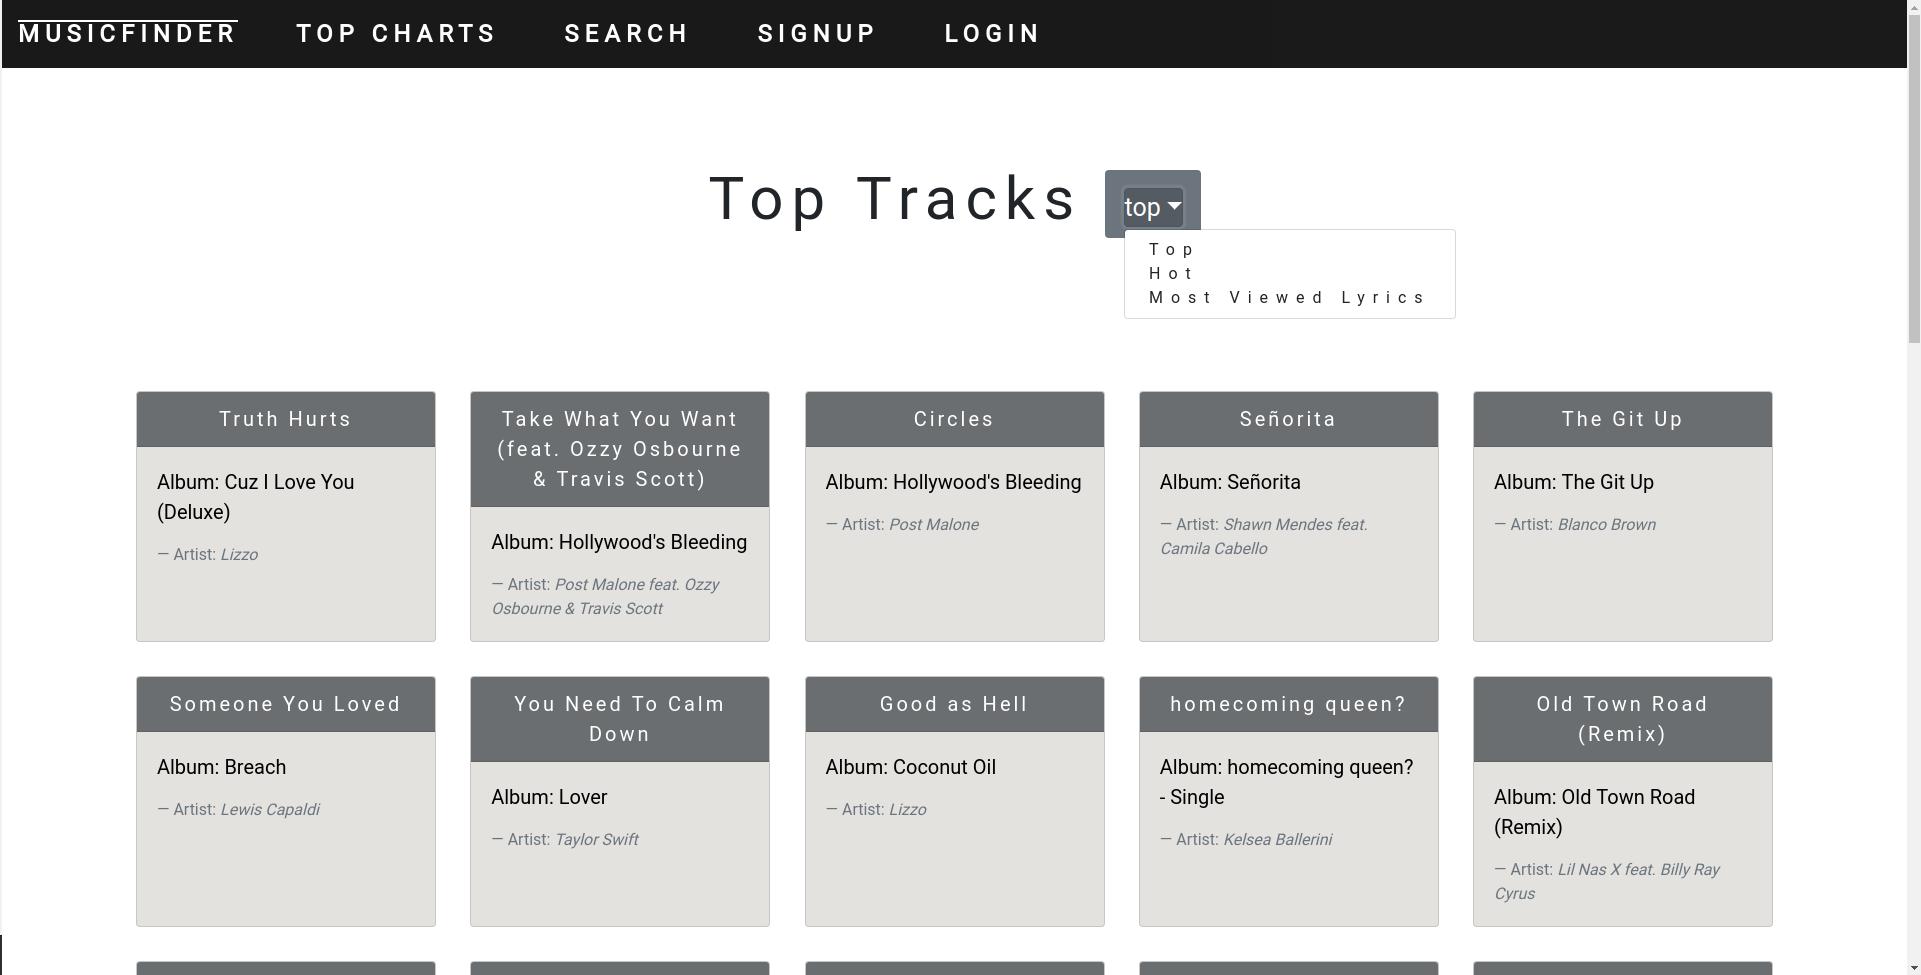 MUSICFINDER TOP CHARTS SEARCH SIGNUP LOGIN
Top Tracks
top
Top
Hot
Most Viewed Lyrics
Truth Hurts
Album: Cuz I Love You
(Deluxe)
— Artist: Lizzo
Take What You Want
(feat. Ozzy Osbourne
& Travis Scott)
Album: Hollywood's Bleeding
— Artist: Post Malone feat. Ozzy
Osbourne & Travis Scott
Circles
Album: Hollywood's Bleeding
— Artist: Post Malone
Señorita
Album: Señorita
— Artist: Shawn Mendes feat.
Camila Cabello
The Git Up
Album: The Git Up
— Artist: Blanco Brown
Someone You Loved
Album: Breach
— Artist: Lewis Capaldi
You Need To Calm
Down
Album: Lover
— Artist: Taylor Swift
Good as Hell
Album: Coconut Oil
— Artist: Lizzo
homecoming queen?
Album: homecoming queen?
- Single
— Artist: Kelsea Ballerini
Old Town Road
(Remix)
Album: Old Town Road
(Remix)
— Artist: Lil Nas X feat. Billy Ray
Cyrus